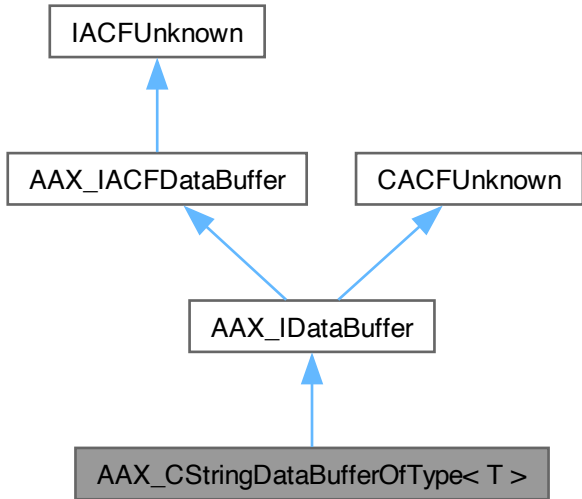 IACFUnknown
AAX_IACFDataBuffer
CACFUnknown
AAX_IDataBuffer
AAX_CStringDataBufferOfType< T >